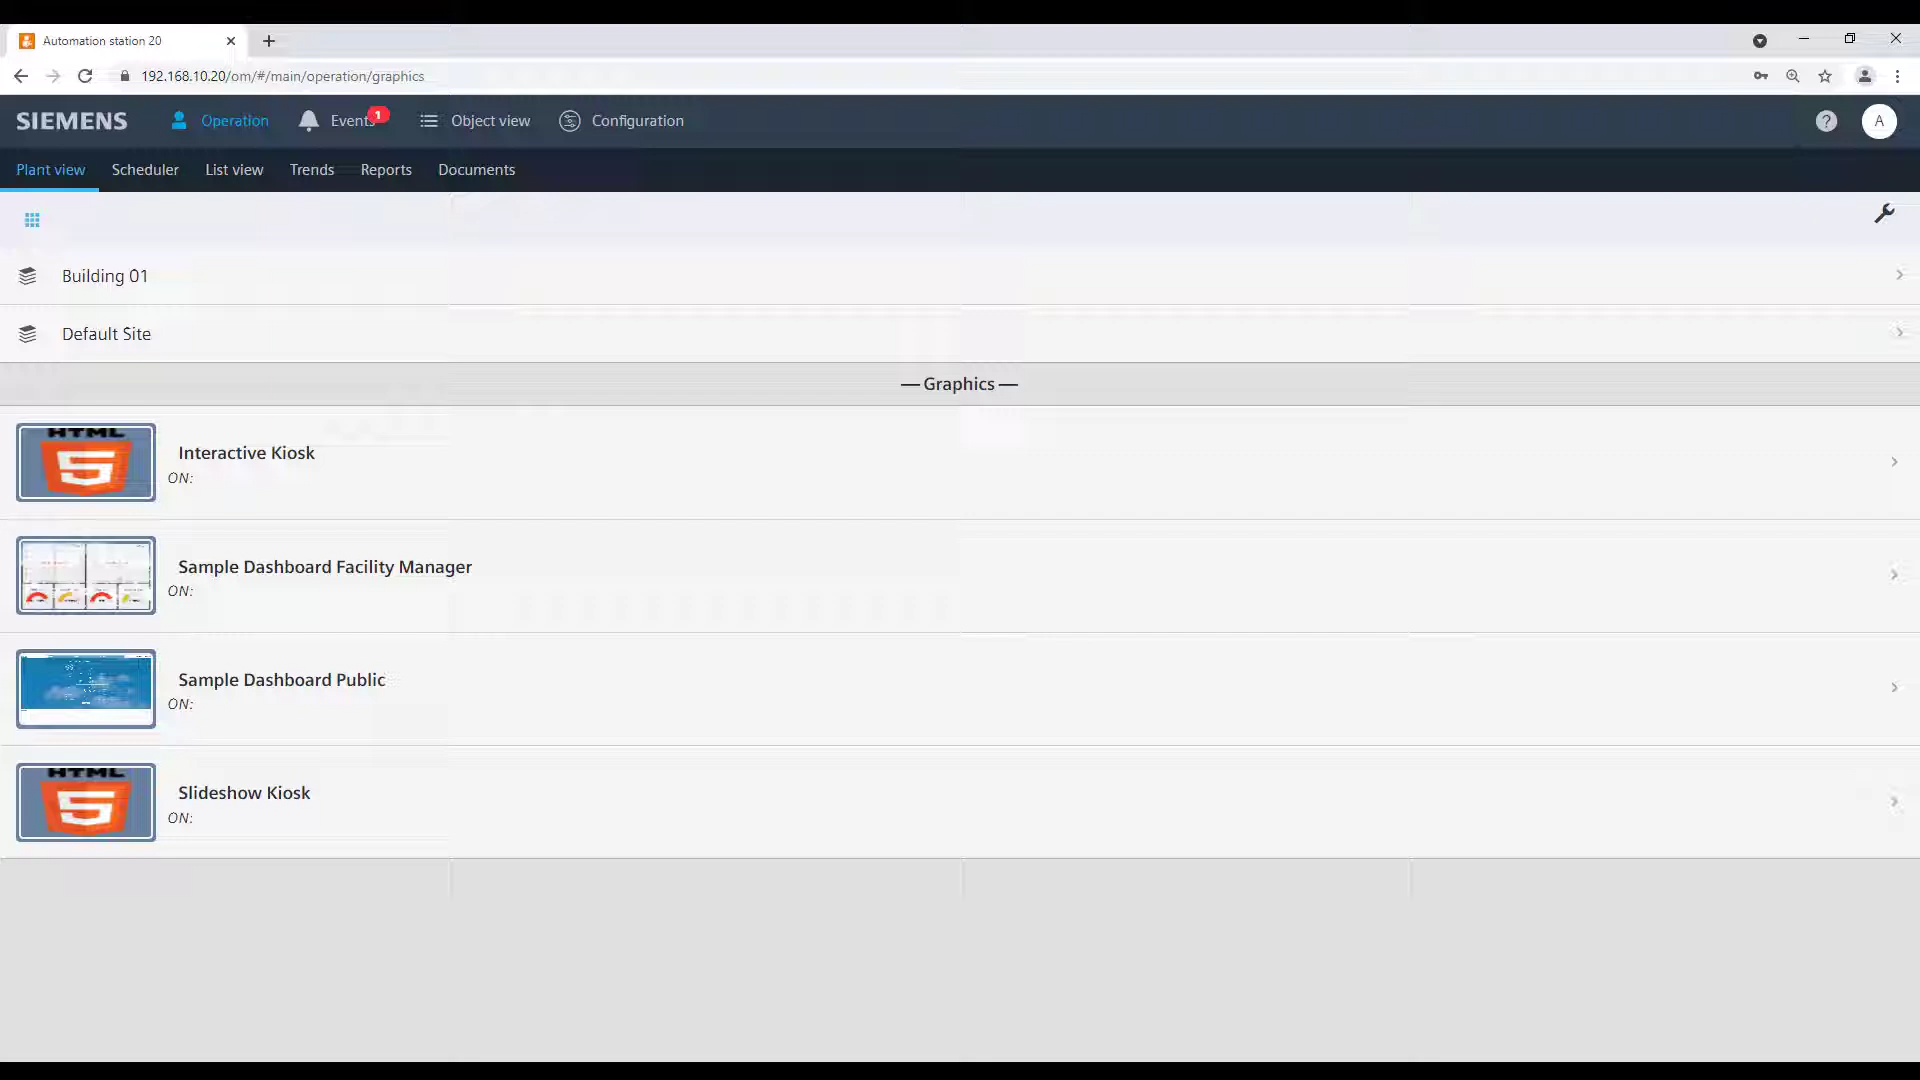 Automation station 20
192.168.10.20/om/#/main/operation/graphics
SIEMENS Operation Events 1 Object view Configuration ? A
Plant view Scheduler List view Trends Reports Documents
Building 01
Default Site
— Graphics —
HTML
5
Interactive Kiosk
ON:
Sample Dashboard Facility Manager
ON:
Sample Dashboard Public
ON:
HTML
5
Slideshow Kiosk
ON: